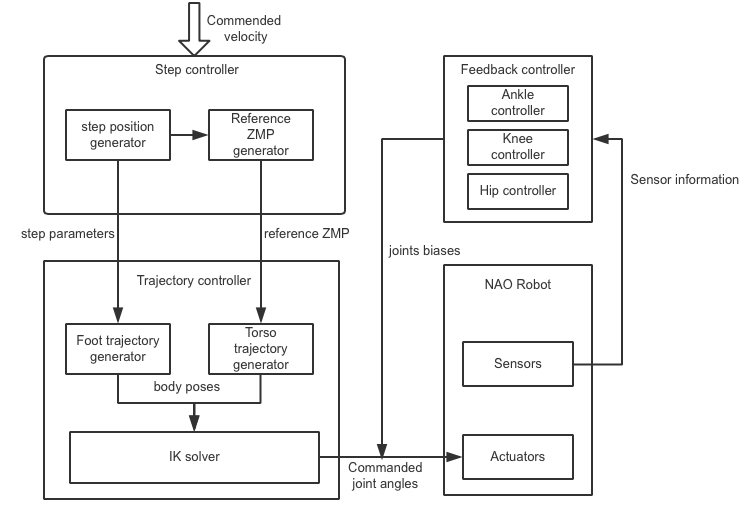 Commended
velocity
Step controller
step position
generator
Reference
ZMP
generator
step parameters
reference ZMP
Trajectory controller
Foot trajectory
generator
Torso
trajectory
generator
body poses
IK solver
Commanded
joint angles
Feedback controller
Ankle
controller
Knee
controller
Hip controller
Sensor information
joints biases
NAO Robot
Sensors
Actuators